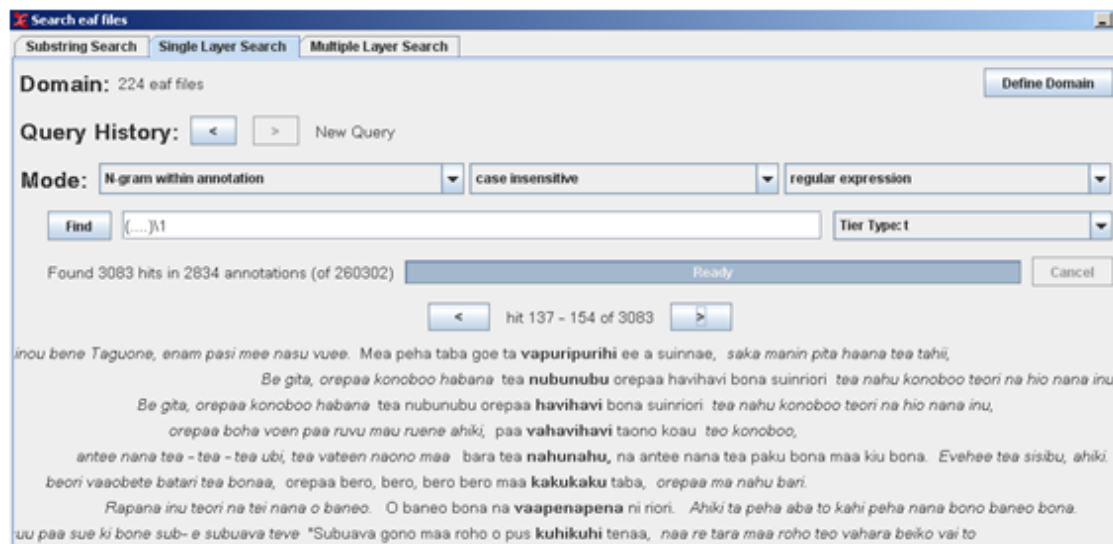 Search eaf files
Substring Search Single Layer Search Multiple Layer Search
Domain: 224 eaf files Define Domain
Query History: < > New Query
Mode: N-gram within annotation case insensitive regular expression
Find (....)\1 Tier Type: t
Found 3083 hits in 2834 annotations (of 260302) Ready Cancel
< hit 137 - 154 of 3083 >
inou bene Taguone, enam pasi mee nasu vuee. Mea peha taba goe ta vapuripurihi ee a suinnae, saka manin pita haana tea tahii,
Be gita, orepaa konoboo habana tea nubunubu orepaa havihavi bona suinriori tea nahu konoboo teori na hio nana inu
Be gita, orepaa konoboo habana tea nubunubu orepaa havihavi bona suinriori tea nahu konoboo teori na hio nana inu,
orepaa boha voen paa ruvu mau ruene ahiki, paa vahavihavi taono koau teo konoboo,
antee nana tea - tea - tea ubi, tea vateen naono maa bara tea nahunahu, na antee nana tea paku bona maa kiu bona. Evehee tea sisibu, ahiki.
beori vaaobete batari tea bonaa, orepaa bero, bero, bero bero maa kakukaku taba, orepaa ma nahu bari.
Rapana inu teori na tei nana o baneo. O baneo bona na vaapenapena ni riori. Ahiki ta peha aba to kahi peha nana bono baneo bona.
uu paa sue ki bone sub- e subuava teve "Subuava gono maa roho o pus kuhikuhi tenaa, naa re tara maa roho teo vahara beiko vai to